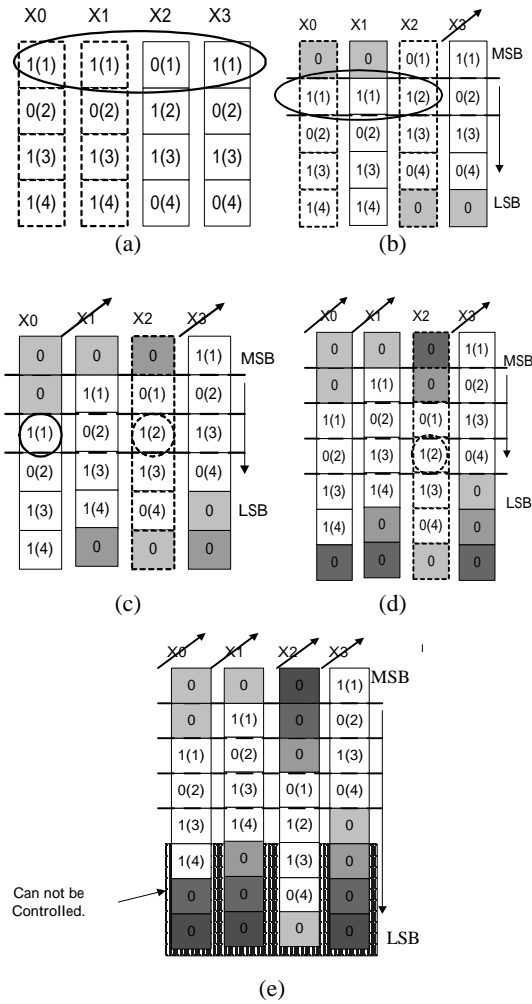 X0 X1 X2 X3
1(1) 1(1) 0(1) 1(1)
0(2) 0(2) 1(2) 0(2)
1(3) 1(3) 0(3) 1(3)
1(4) 1(4) 0(4) 0(4)
(a)
X0 X1 X2 X3
0 0 0(1) 1(1) MSB
1(1) 1(1) 1(2) 0(2)
0(2) 0(2) 1(3) 1(3)
1(3) 1(3) 0(4) 0(4)
1(4) 1(4) 0 0 LSB
(b)
X0 X1 X2 X3
0 0 0 1(1) MSB
0 1(1) 0(1) 0(2)
1(1) 0(2) 1(2) 1(3)
0(2) 1(3) 1(3) 0(4)
1(3) 1(4) 0(4) 0 LSB
1(4) 0 0 0
(c)
X0 X1 X2 X3
0 0 0 1(1) MSB
0 1(1) 0 0(2)
1(1) 0(2) 0(1) 1(3)
0(2) 1(3) 1(2) 0(4)
1(3) 1(4) 1(3) 0 LSB
1(4) 0 0(4) 0
0 0 0 0
(d)
X0 X1 X2 X3
0 0 0 1(1) MSB
0 1(1) 0 0(2)
1(1) 0(2) 0 1(3)
0(2) 1(3) 0(1) 0(4)
1(3) 1(4) 1(2) 0
1(4) 0 1(3) 0
0 0 0(4) 0
0 0 0 0 LSB
Can not be
Controlled.
(e)